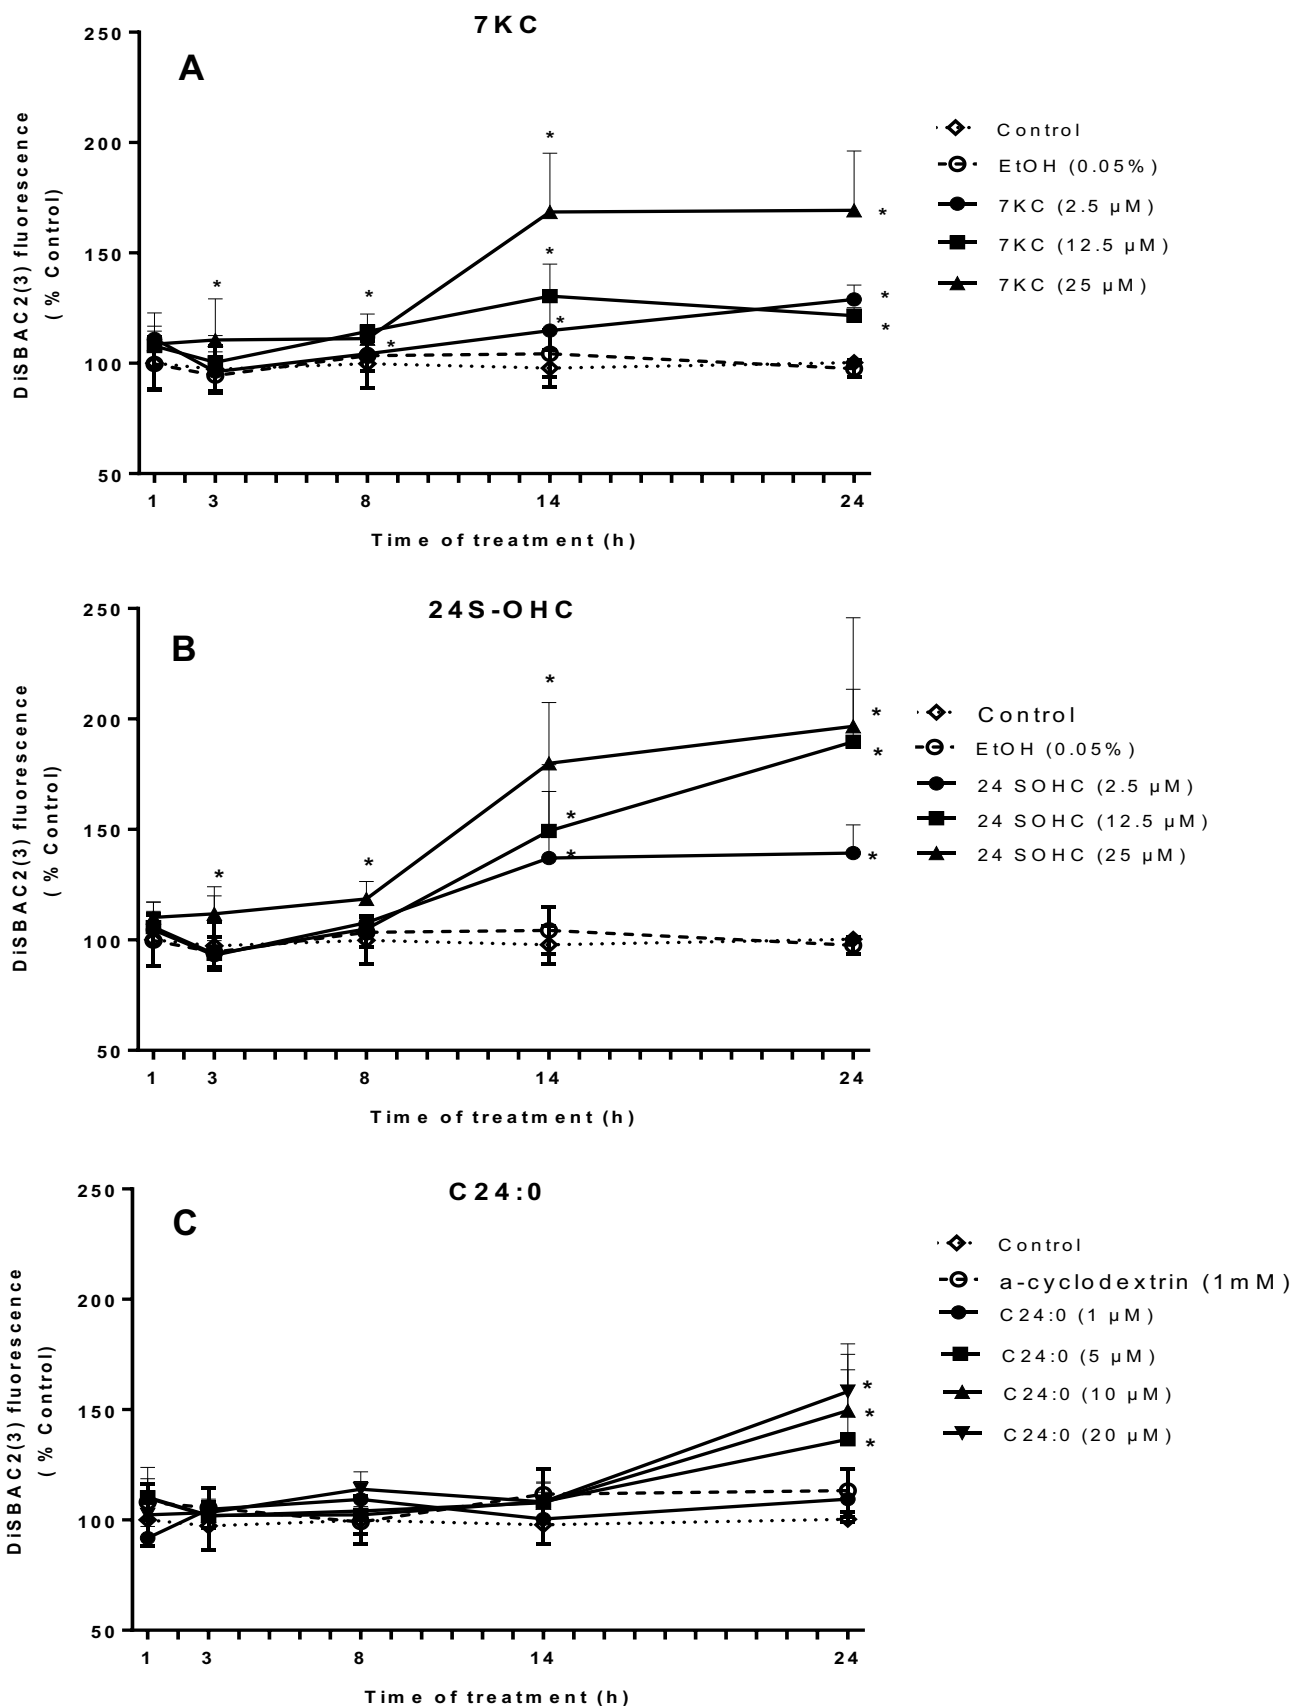 7KC
A
DiSBAC2(3) fluorescence
( % Control)
250
200
150
100
50
* * * * * * * * *
1 3 8 14 24
Time of treatment (h)
Control
EtOH (0.05%)
7KC (2.5 µM)
7KC (12.5 µM)
7KC (25 µM)
24S-OHC
B
DiSBAC2(3) fluorescence
( % Control)
250
200
150
100
50
* * * * * * * *
1 3 8 14 24
Time of treatment (h)
Control
EtOH (0.05%)
24 SOHC (2.5 µM)
24 SOHC (12.5 µM)
24 SOHC (25 µM)
C24:0
C
DiSBAC2(3) fluorescence
( % Control)
250
200
150
100
50
* * *
1 3 8 14 24
Time of treatment (h)
Control
a-cyclodextrin (1mM)
C24:0 (1 µM)
C24:0 (5 µM)
C24:0 (10 µM)
C24:0 (20 µM)